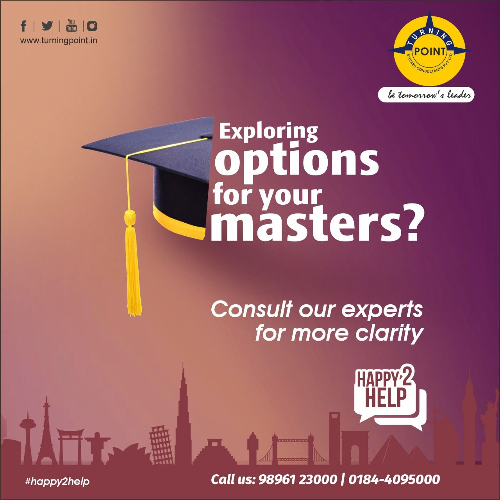 www.turningpoint.in
TURNING
POINT
be tomorrow's leader
Exploring
options
for your
masters?
Consult our experts
for more clarity
HAPPY 2
HELP
#happy2help
Call us: 98961 23000 | 0184-4095000